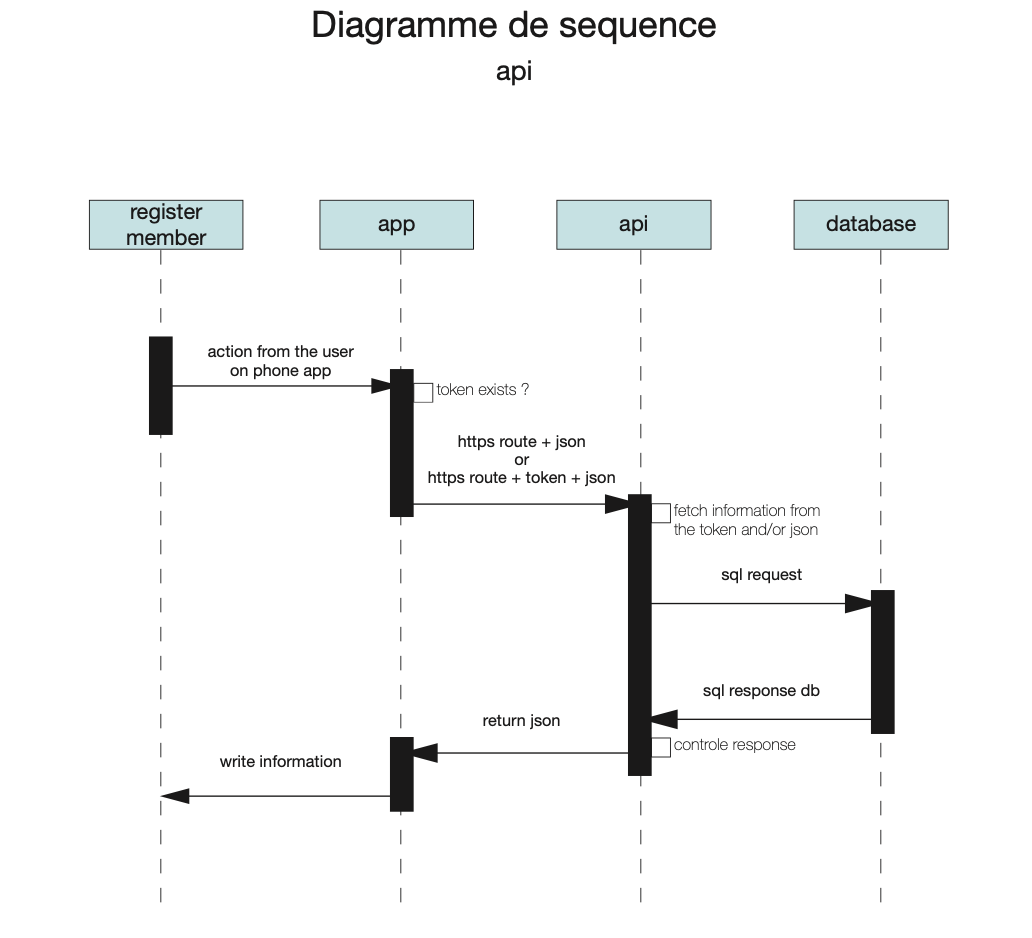 Diagramme de sequence
api
register
member
app
api
database
action from the user
on phone app
token exists ?
https route + json
or
https route + token + json
fetch information from
the token and/or json
sql request
sql response db
return json
controle response
write information